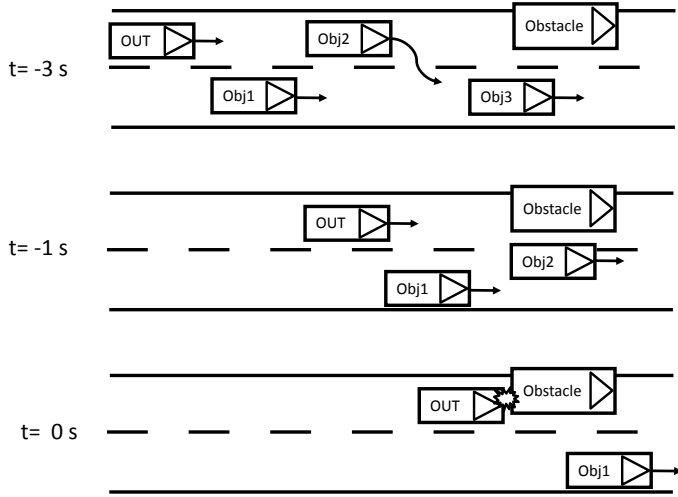 OUT
Obj2
Obstacle
t= -3 s
Obj1
Obj3
OUT
Obstacle
t= -1 s
Obj2
Obj1
OUT
Obstacle
t= 0 s
Obj1